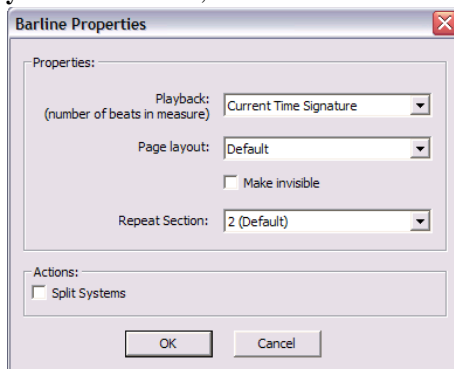 Barline Properties
Properties:
Playback: Current Time Signature
(number of beats in measure)
Page layout: Default
Make invisible
Repeat Section: 2 (Default)
Actions:
Split Systems
OK Cancel